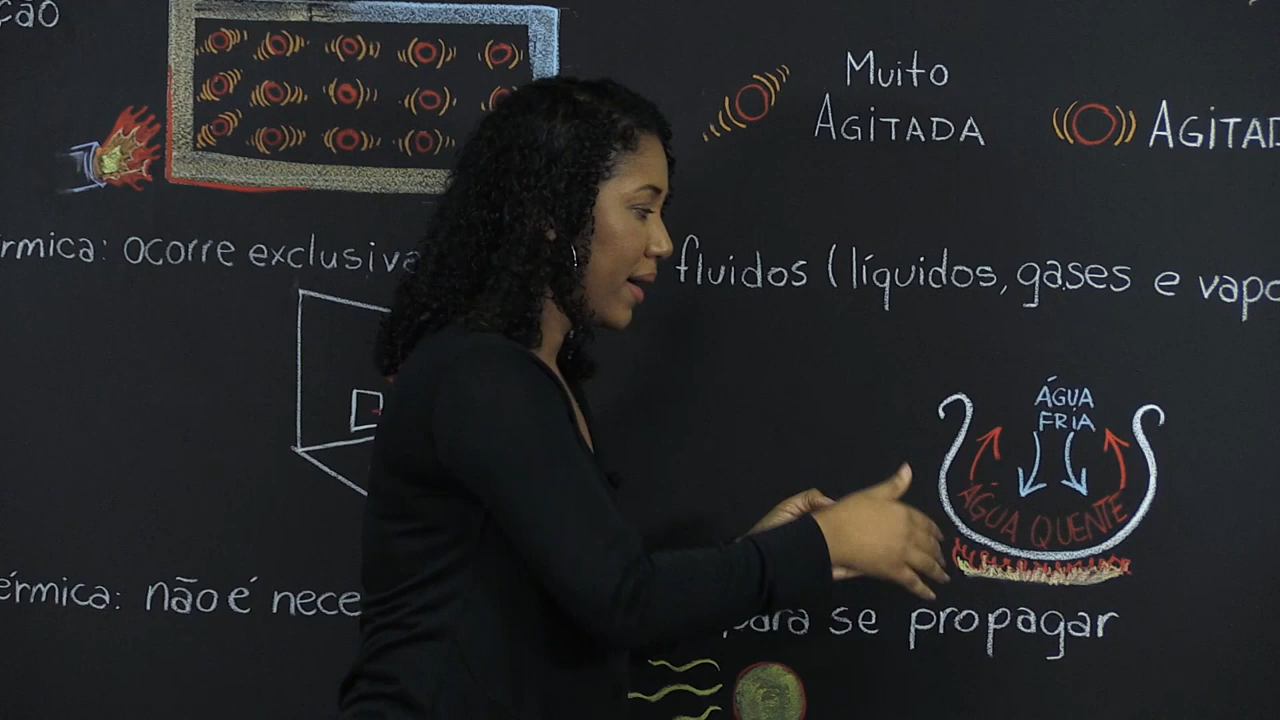 ção
Muito
AGITADA
AGITAD
rmica: ocorre exclusiva fluidos (líquidos, gases e vapo
ÁGUA
FRIA
ÁGUA QUENTE
érmica: não é nece para se propagar